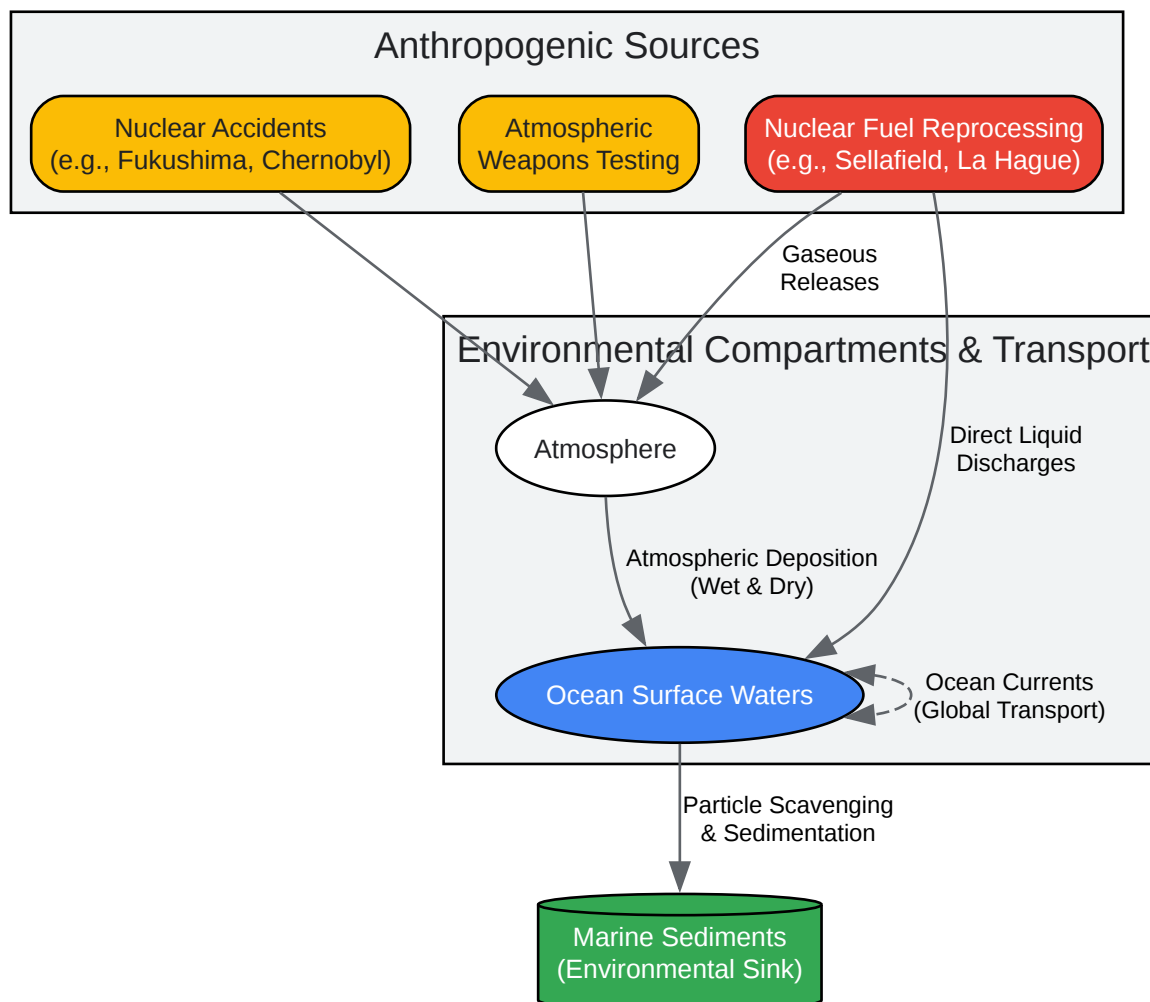 Anthropogenic Sources
Nuclear Accidents
(e.g., Fukushima, Chernobyl)
Atmospheric
Weapons Testing
Nuclear Fuel Reprocessing
(e.g., Sellafield, La Hague)
Gaseous
Releases
Environmental Compartments & Transport
Atmosphere
Direct Liquid
Discharges
Atmospheric Deposition
(Wet & Dry)
Ocean Surface Waters
Ocean Currents
(Global Transport)
Particle Scavenging
& Sedimentation
Marine Sediments
(Environmental Sink)